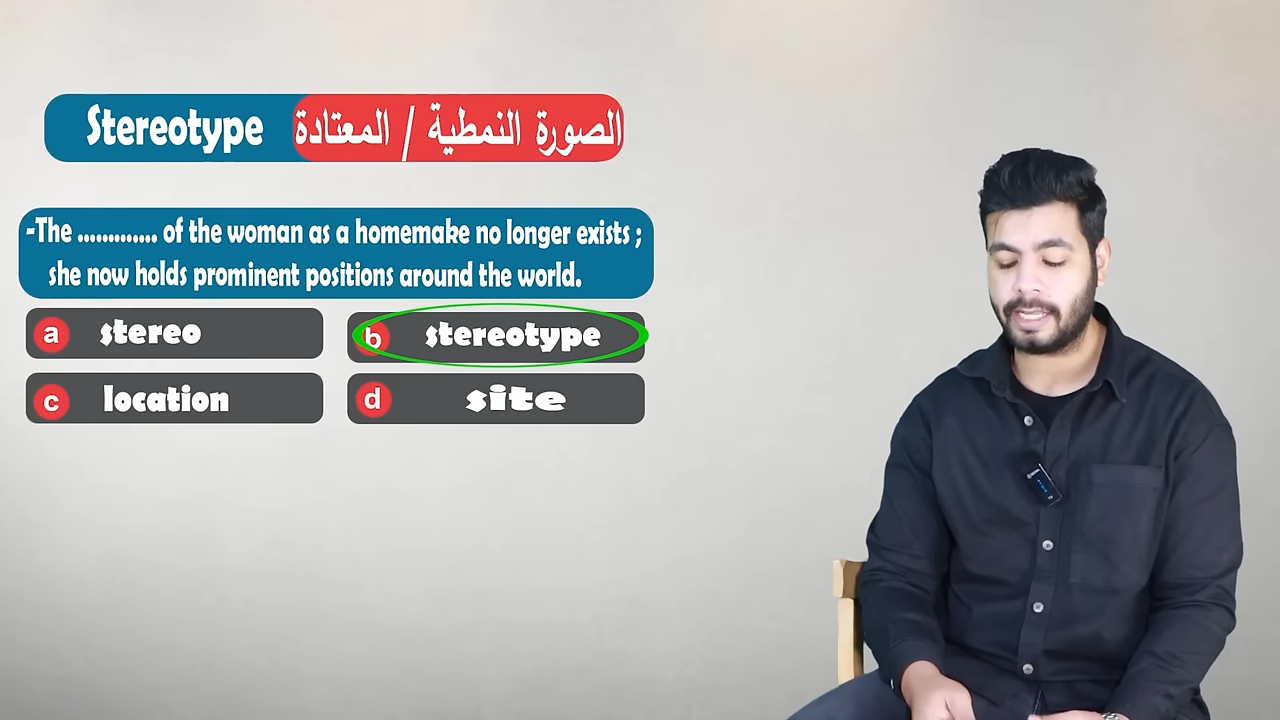 Stereotype الصورة النمطية / المعتادة
-The ............. of the woman as a homemake no longer exists ;
she now holds prominent positions around the world.
a stereo
b stereotype
c location
d site